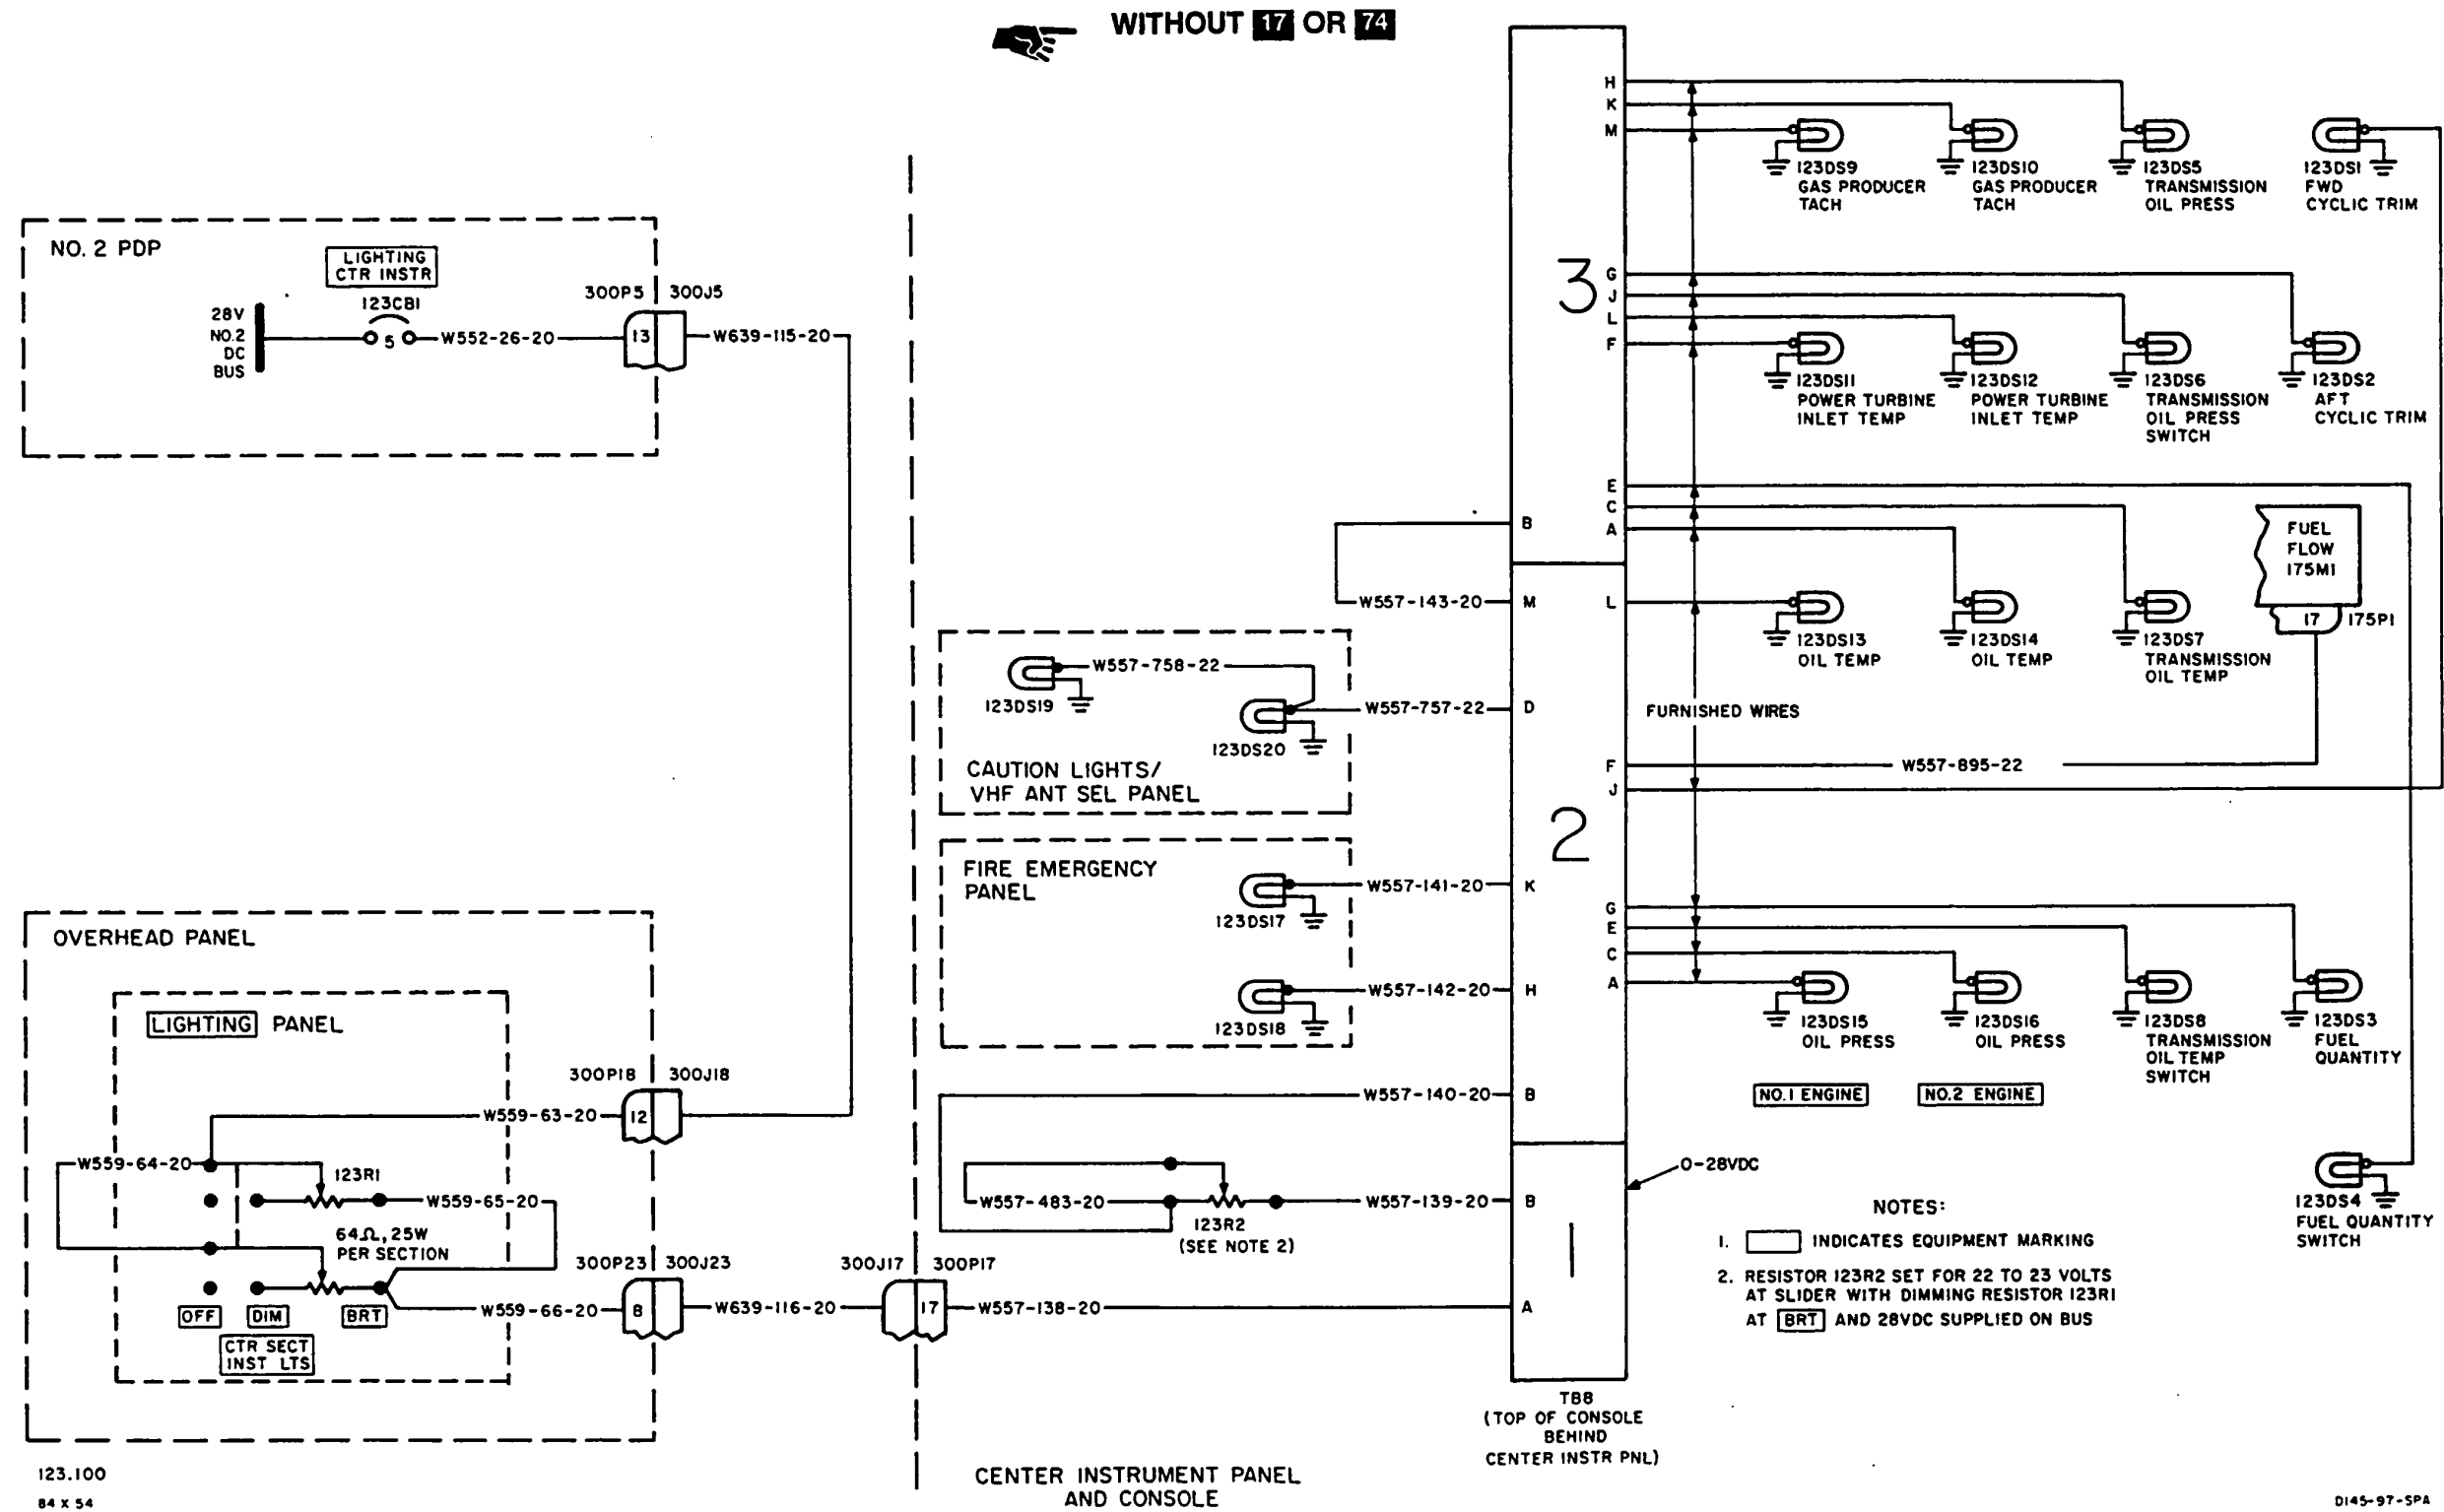 WITHOUT 17 OR 74
NO. 2 PDP
LIGHTING
CTR INSTR
123CB1
28V
NO.2
DC
BUS
5
W552-26-20
300P5
300J5
13
W639-115-20
OVERHEAD PANEL
LIGHTING PANEL
300P18
300J18
W559-63-20
12
W559-64-20
123R1
W559-65-20
64Ω, 25W
PER SECTION
300P23
300J23
W559-66-20
8
W639-116-20
OFF
DIM
BRT
CTR SECT
INST LTS
300J17
300P17
17
W557-138-20
W557-143-20
W557-758-22
123DS19
W557-757-22
123DS20
CAUTION LIGHTS/
VHF ANT SEL PANEL
FIRE EMERGENCY
PANEL
W557-141-20
123DS17
W557-142-20
123DS18
W557-140-20
W557-483-20
123R2
(SEE NOTE 2)
W557-139-20
CENTER INSTRUMENT PANEL
AND CONSOLE
B
M
D
K
H
B
B
A
3
2
1
H
K
M
G
J
L
F
E
C
A
L
F
J
G
E
C
A
TB8
(TOP OF CONSOLE
BEHIND
CENTER INSTR PNL)
0-28VDC
123DS9
GAS PRODUCER
TACH
123DS10
GAS PRODUCER
TACH
123DS5
TRANSMISSION
OIL PRESS
123DS1
FWD
CYCLIC TRIM
123DS11
POWER TURBINE
INLET TEMP
123DS12
POWER TURBINE
INLET TEMP
123DS6
TRANSMISSION
OIL PRESS
SWITCH
123DS2
AFT
CYCLIC TRIM
FUEL
FLOW
175M1
17
175P1
123DS13
OIL TEMP
123DS14
OIL TEMP
123DS7
TRANSMISSION
OIL TEMP
FURNISHED WIRES
W557-895-22
123DS15
OIL PRESS
123DS16
OIL PRESS
123DS8
TRANSMISSION
OIL TEMP
SWITCH
123DS3
FUEL
QUANTITY
NO.1 ENGINE
NO.2 ENGINE
123DS4
FUEL QUANTITY
SWITCH
NOTES:
1. INDICATES EQUIPMENT MARKING
2. RESISTOR 123R2 SET FOR 22 TO 23 VOLTS
AT SLIDER WITH DIMMING RESISTOR 123R1
AT BRT AND 28VDC SUPPLIED ON BUS
123.100
84 X 54
D145-97-SPA